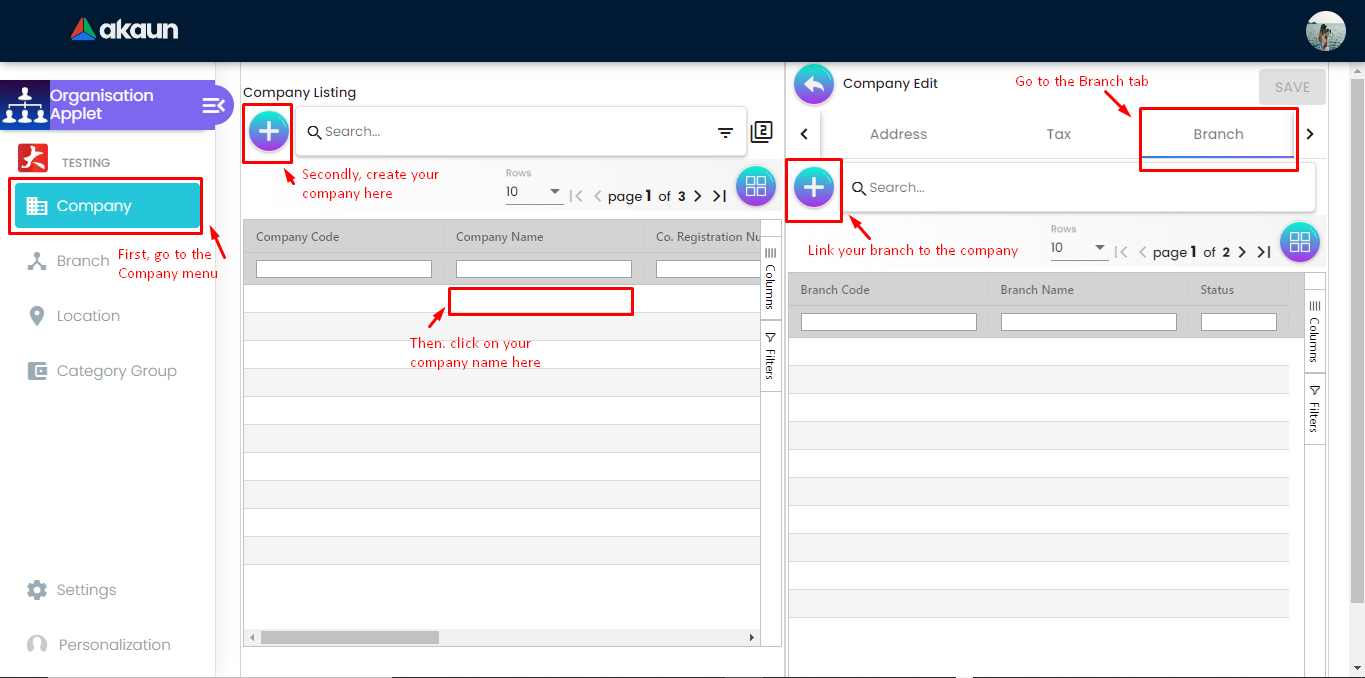 akaun
Organisation
Applet
TESTING
Company
First, go to the
Company menu
Branch
Location
Category Group
Settings
Personalization
Company Listing
Search...
2
Secondly, create your
company here
Rows
10
page 1 of 3
Company Code
Company Name
Co. Registration Nu
Then. click on your
company name here
Columns
Filters
Company Edit
Go to the Branch tab
SAVE
Address
Tax
Branch
Search...
Link your branch to the company
Rows
10
page 1 of 2
Branch Code
Branch Name
Status
Columns
Filters